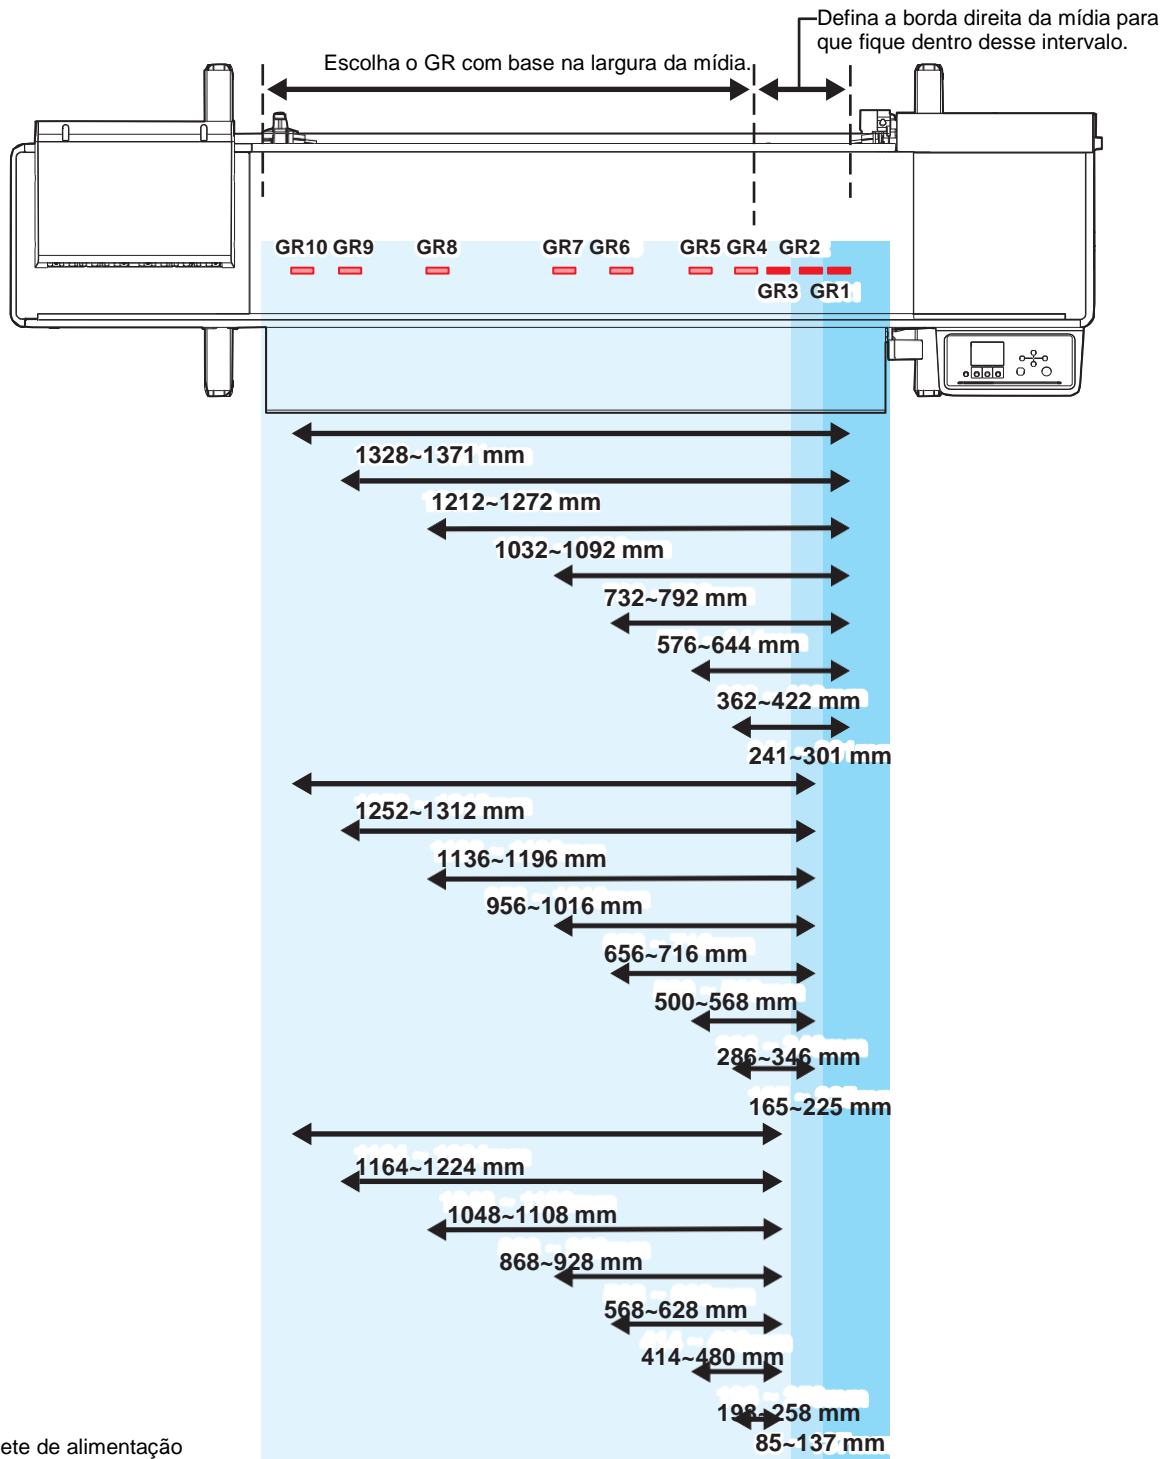 Defina a borda direita da mídia para
que fique dentro desse intervalo.
Escolha o GR com base na largura da mídia.
GR10 GR9 GR8 GR7 GR6 GR5 GR4 GR2
GR3 GR1
1328~1371 mm
1212~1272 mm
1032~1092 mm
732~792 mm
576~644 mm
362~422 mm
241~301 mm
1252~1312 mm
1136~1196 mm
956~1016 mm
656~716 mm
500~568 mm
286~346 mm
165~225 mm
1164~1224 mm
1048~1108 mm
868~928 mm
568~628 mm
414~480 mm
198~258 mm
85~137 mm
ete de alimentação